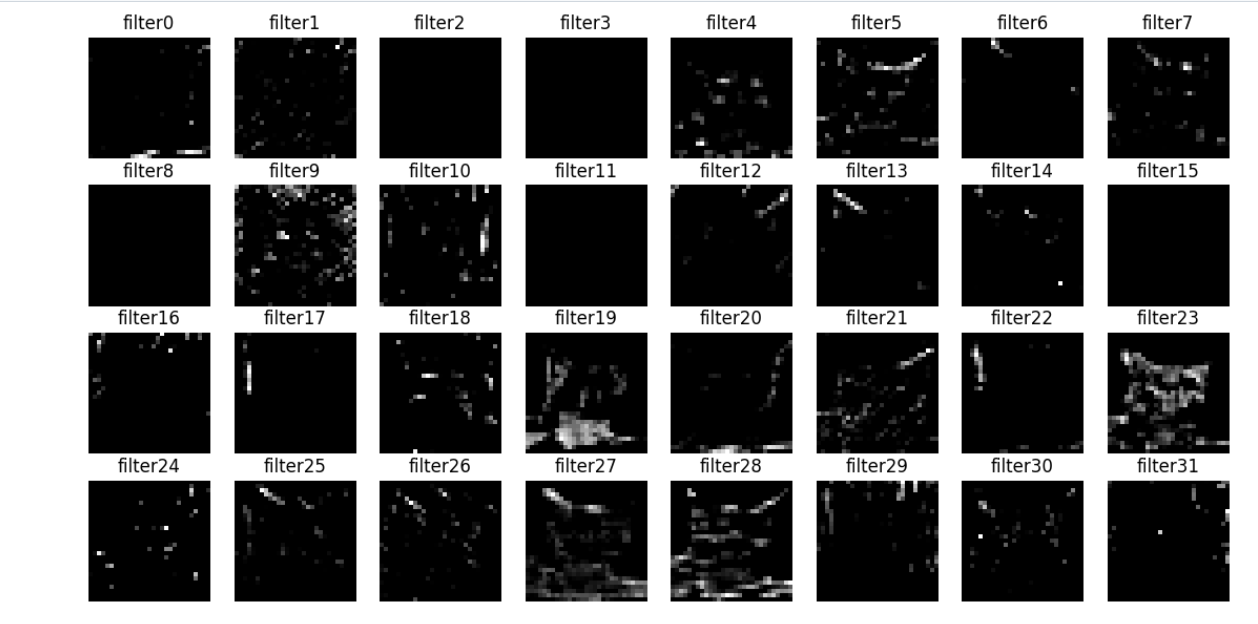 filter0 filter1 filter2 filter3 filter4 filter5 filter6 filter7
filter8 filter9 filter10 filter11 filter12 filter13 filter14 filter15
filter16 filter17 filter18 filter19 filter20 filter21 filter22 filter23
filter24 filter25 filter26 filter27 filter28 filter29 filter30 filter31